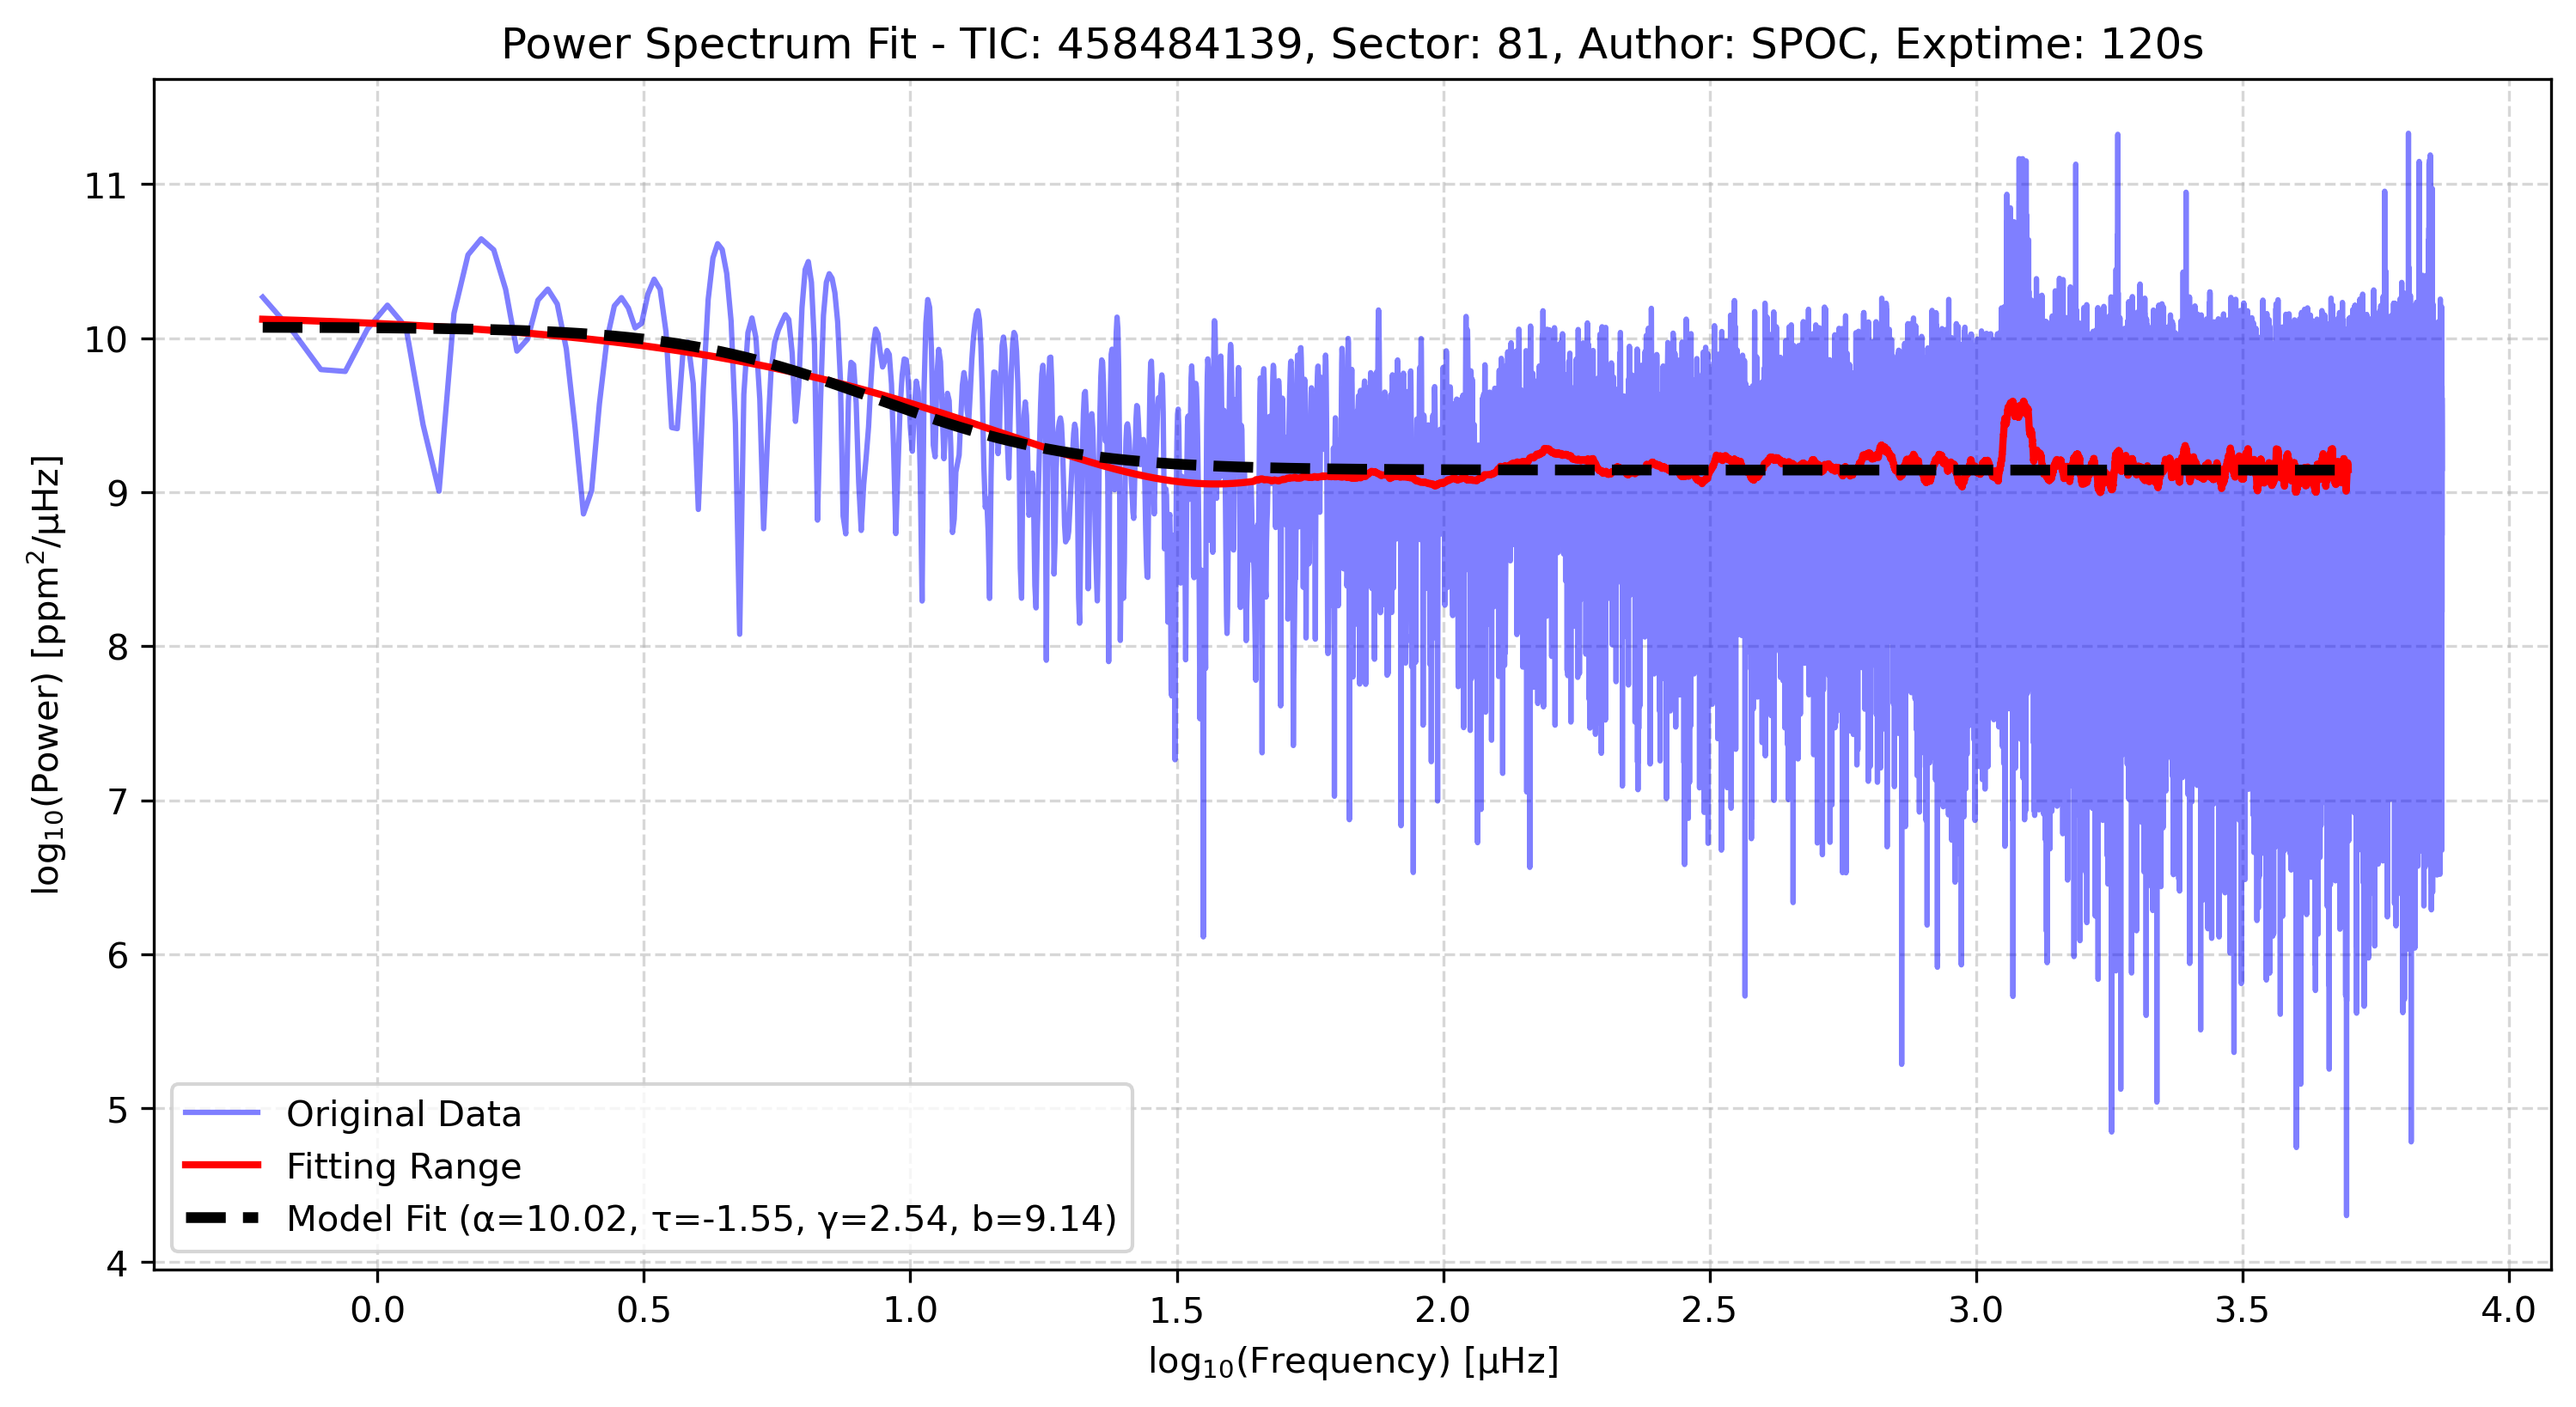 Power Spectrum Fit - TIC: 458484139, Sector: 81, Author: SPOC, Exptime: 120s
log₁₀(Power) [ppm²/μHz]
11
10
9
8
7
6
5
4
Original Data
Fitting Range
Model Fit (α=10.02, τ=-1.55, γ=2.54, b=9.14)
0.0 0.5 1.0 1.5 2.0 2.5 3.0 3.5 4.0
log₁₀(Frequency) [μHz]